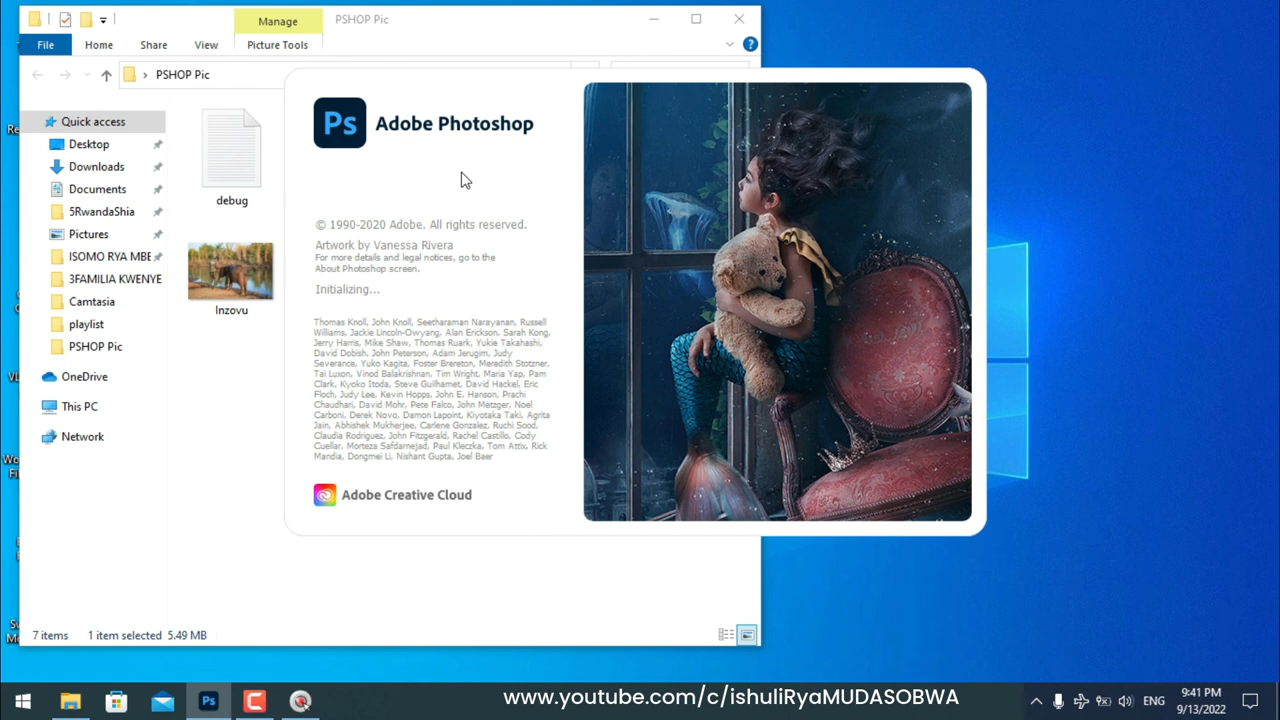 Manage
PSHOP Pic
File
Home
Share
View
Picture Tools
PSHOP Pic
Quick access
Desktop
Downloads
Documents
5RwandaShia
Pictures
ISOMO RYA MBE
3FAMILIA KWENYE
Camtasia
playlist
PSHOP Pic
OneDrive
This PC
Network
debug
Inzovu
7 items
1 item selected 5.49 MB
Ps Adobe Photoshop
© 1990-2020 Adobe. All rights reserved.
Artwork by Vanessa Rivera
For more details and legal notices, go to the
About Photoshop screen.
Initializing...
Thomas Knoll, John Knoll, Seetharaman Narayanan, Russell
Williams, Jackie Lincoln-Owyang, Alan Erickson, Sarah Kong,
Jerry Harris, Mike Shaw, Thomas Ruark, Yukie Takahashi,
David Dobish, John Peterson, Adam Jerugim, Judy
Severance, Yuko Kagita, Foster Brereton, Meredith Stotzner,
Tai Luxon, Vinod Balakrishnan, Tim Wright, Maria Yap, Pam
Clark, Kyoko Itoda, Steve Guilhamet, David Hackel, Eric
Floch, Judy Lee, Kevin Hopps, John E. Hanson, Prachi
Chaudhari, David Mohr, Pete Falco, John Metzger, Noel
Carboni, Derek Novo, Damon Lapoint, Kiyotaka Taki, Agrita
Jain, Abhishek Mukherjee, Carlene Gonzalez, Ruchi Sood,
Claudia Rodriguez, John Fitzgerald, Rachel Castillo, Cody
Cuellar, Morteza Safdarnejad, Paul Kleczka, Tom Attix, Rick
Mandia, Dongmei Li, Nishant Gupta, Joel Baer
Adobe Creative Cloud
Ps
www.youtube.com/c/ishuliRyaMUDASOBWA
ENG
9:41 PM
9/13/2022